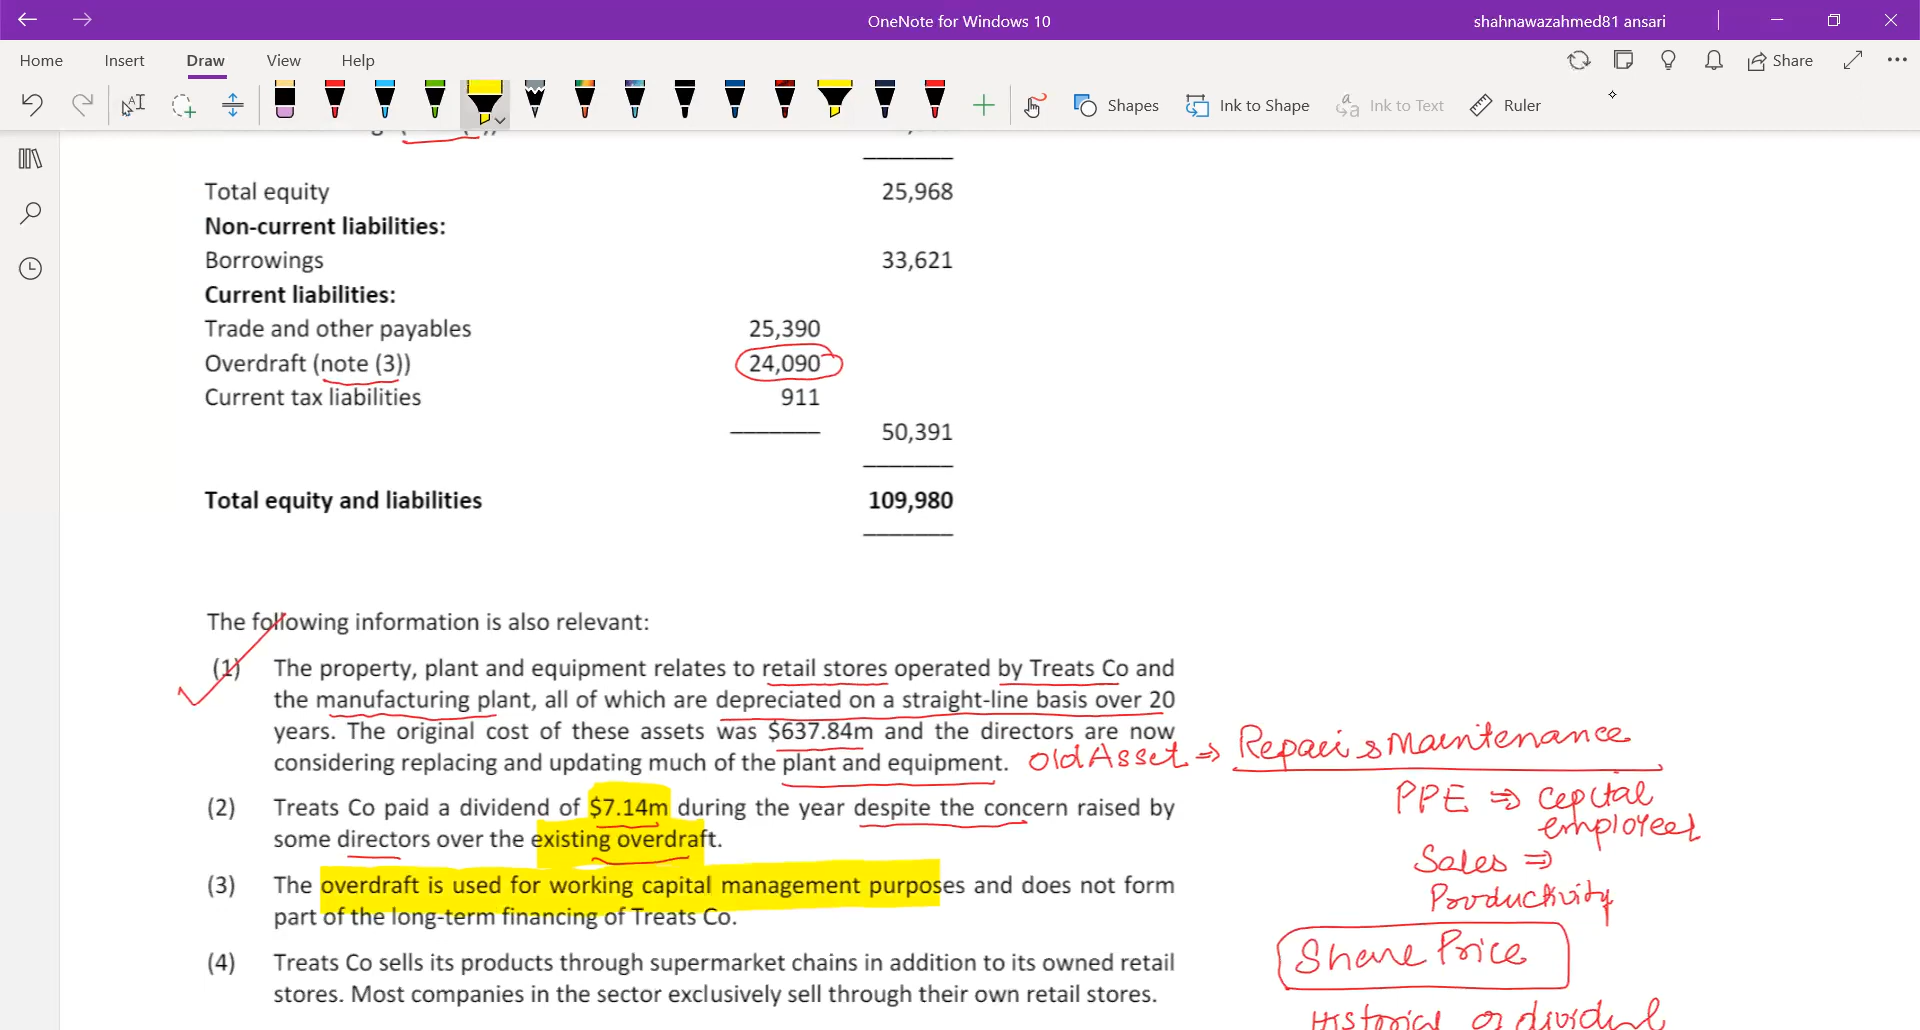 OneNote for Windows 10
shahnawazahmed81 ansari
Home Insert Draw View Help
Share
Shapes Ink to Shape Ink to Text Ruler
Total equity 25,968
Non-current liabilities:
Borrowings 33,621
Current liabilities:
Trade and other payables 25,390
Overdraft (note (3)) 24,090
Current tax liabilities 911
50,391
Total equity and liabilities 109,980
The following information is also relevant:
(1) The property, plant and equipment relates to retail stores operated by Treats Co and
the manufacturing plant, all of which are depreciated on a straight-line basis over 20
years. The original cost of these assets was $637.84m and the directors are now
considering replacing and updating much of the plant and equipment.
Old Asset ⇒ Repair s Maintenance
PPE ⇒ capital
employed
Sales ⇒
Productivity
Share Price
Historical or dividend
(2) Treats Co paid a dividend of $7.14m during the year despite the concern raised by
some directors over the existing overdraft.
(3) The overdraft is used for working capital management purposes and does not form
part of the long-term financing of Treats Co.
(4) Treats Co sells its products through supermarket chains in addition to its owned retail
stores. Most companies in the sector exclusively sell through their own retail stores.